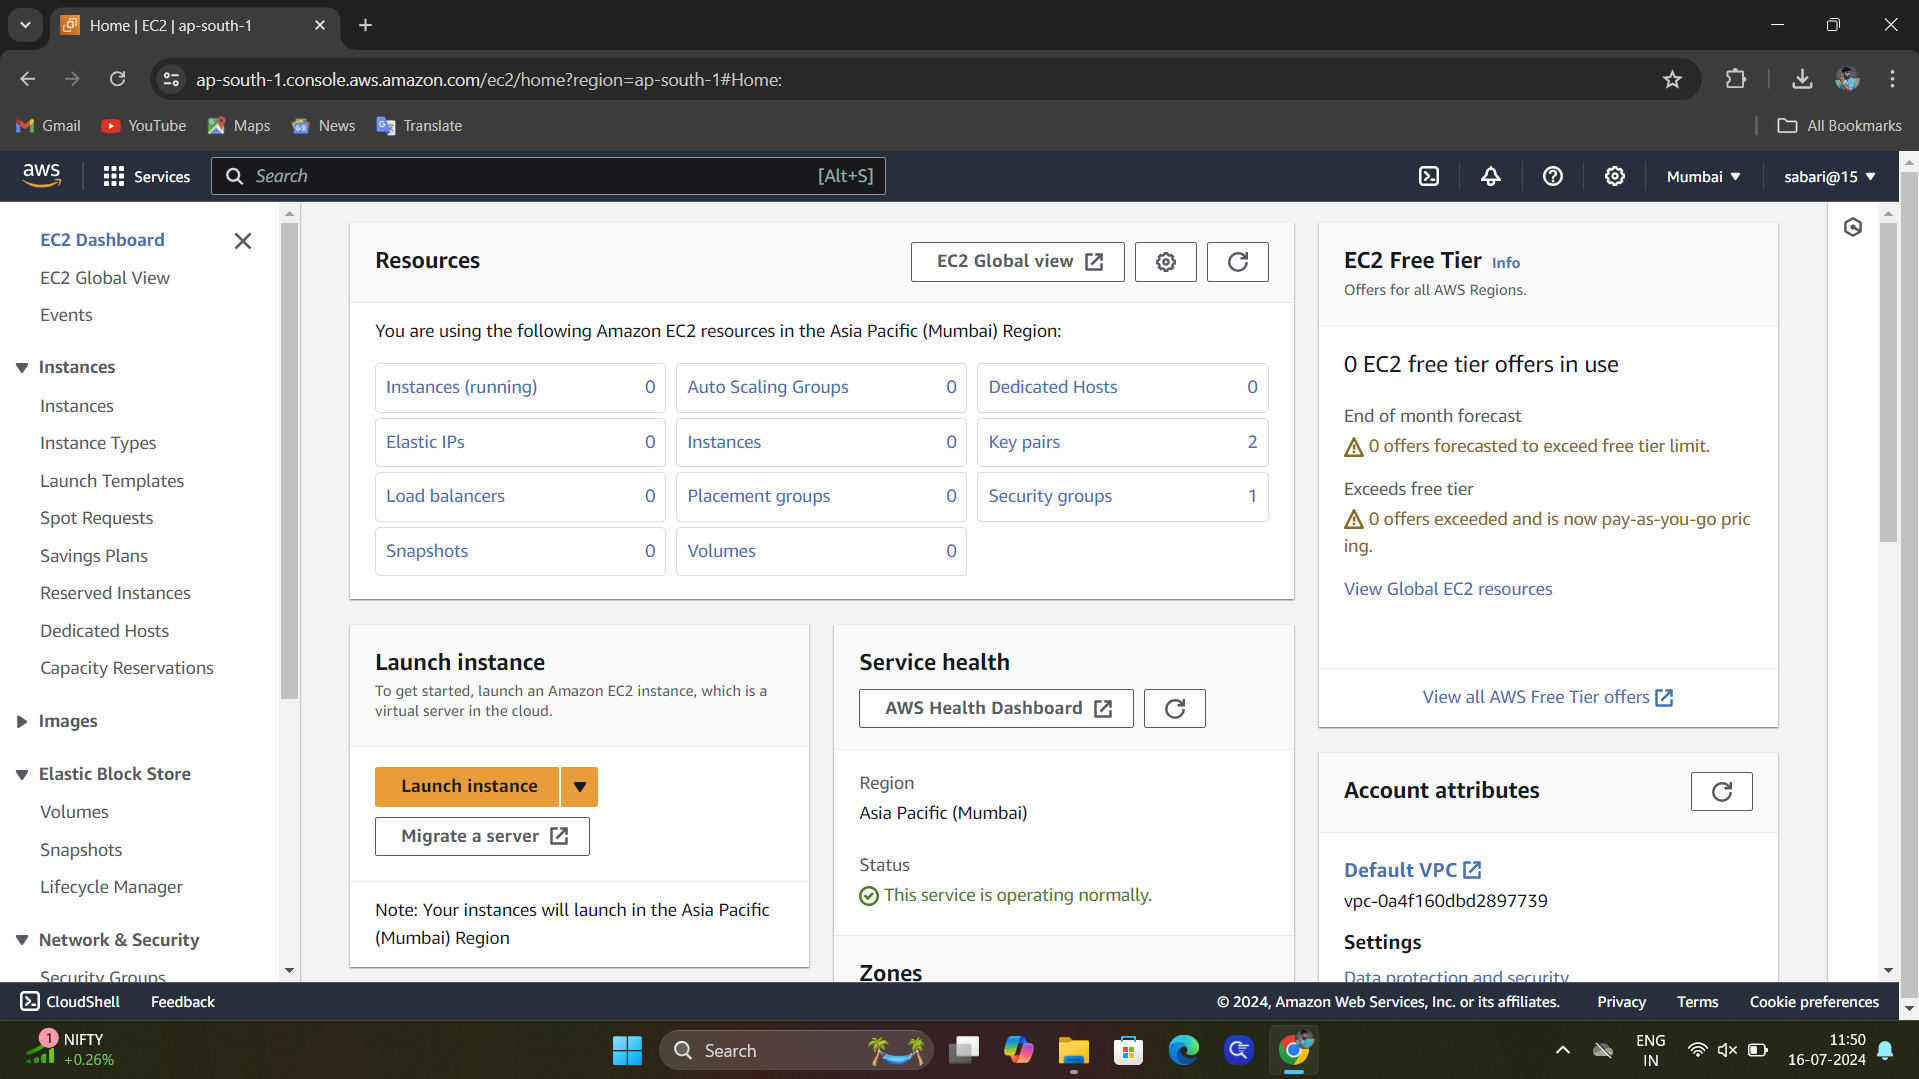 Home | EC2 | ap-south-1
ap-south-1.console.aws.amazon.com/ec2/home?region=ap-south-1#Home:
Gmail YouTube Maps News Translate All Bookmarks
aws Services Search [Alt+S] Mumbai sabari@15
EC2 Dashboard
EC2 Global View
Events
Instances
Instances
Instance Types
Launch Templates
Spot Requests
Savings Plans
Reserved Instances
Dedicated Hosts
Capacity Reservations
Images
Elastic Block Store
Volumes
Snapshots
Lifecycle Manager
Network & Security
Security Groups
Resources
EC2 Global view
You are using the following Amazon EC2 resources in the Asia Pacific (Mumbai) Region:
Instances (running) 0 Auto Scaling Groups 0 Dedicated Hosts 0
Elastic IPs 0 Instances 0 Key pairs 2
Load balancers 0 Placement groups 0 Security groups 1
Snapshots 0 Volumes 0
Launch instance
To get started, launch an Amazon EC2 instance, which is a
virtual server in the cloud.
Launch instance
Migrate a server
Note: Your instances will launch in the Asia Pacific
(Mumbai) Region
Service health
AWS Health Dashboard
Region
Asia Pacific (Mumbai)
Status
This service is operating normally.
Zones
EC2 Free Tier Info
Offers for all AWS Regions.
0 EC2 free tier offers in use
End of month forecast
0 offers forecasted to exceed free tier limit.
Exceeds free tier
0 offers exceeded and is now pay-as-you-go pric
ing.
View Global EC2 resources
View all AWS Free Tier offers
Account attributes
Default VPC
vpc-0a4f160dbd2897739
Settings
Data protection and security
CloudShell Feedback © 2024, Amazon Web Services, Inc. or its affiliates. Privacy Terms Cookie preferences
1 NIFTY
+0.26%
Search
ENG
IN
11:50
16-07-2024